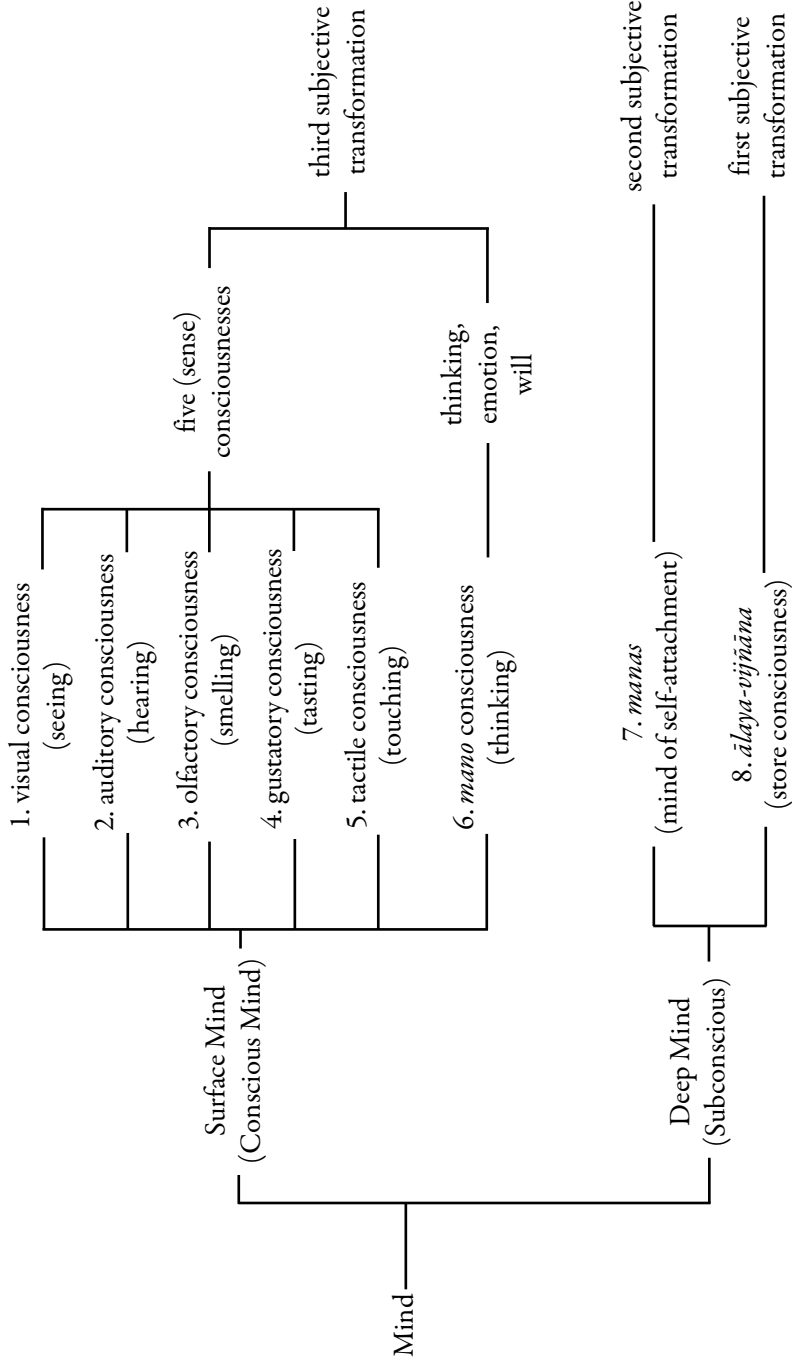 Mind
Surface Mind
(Conscious Mind)
Deep Mind
(Subconscious)
1. visual consciousness
(seeing)
2. auditory consciousness
(hearing)
3. olfactory consciousness
(smelling)
4. gustatory consciousness
(tasting)
5. tactile consciousness
(touching)
6. mano consciousness
(thinking)
7. manas
(mind of self-attachment)
8. ālaya-vijñāna
(store consciousness)
five (sense)
consciousnesses
thinking,
emotion,
will
third subjective
transformation
second subjective
transformation
first subjective
transformation